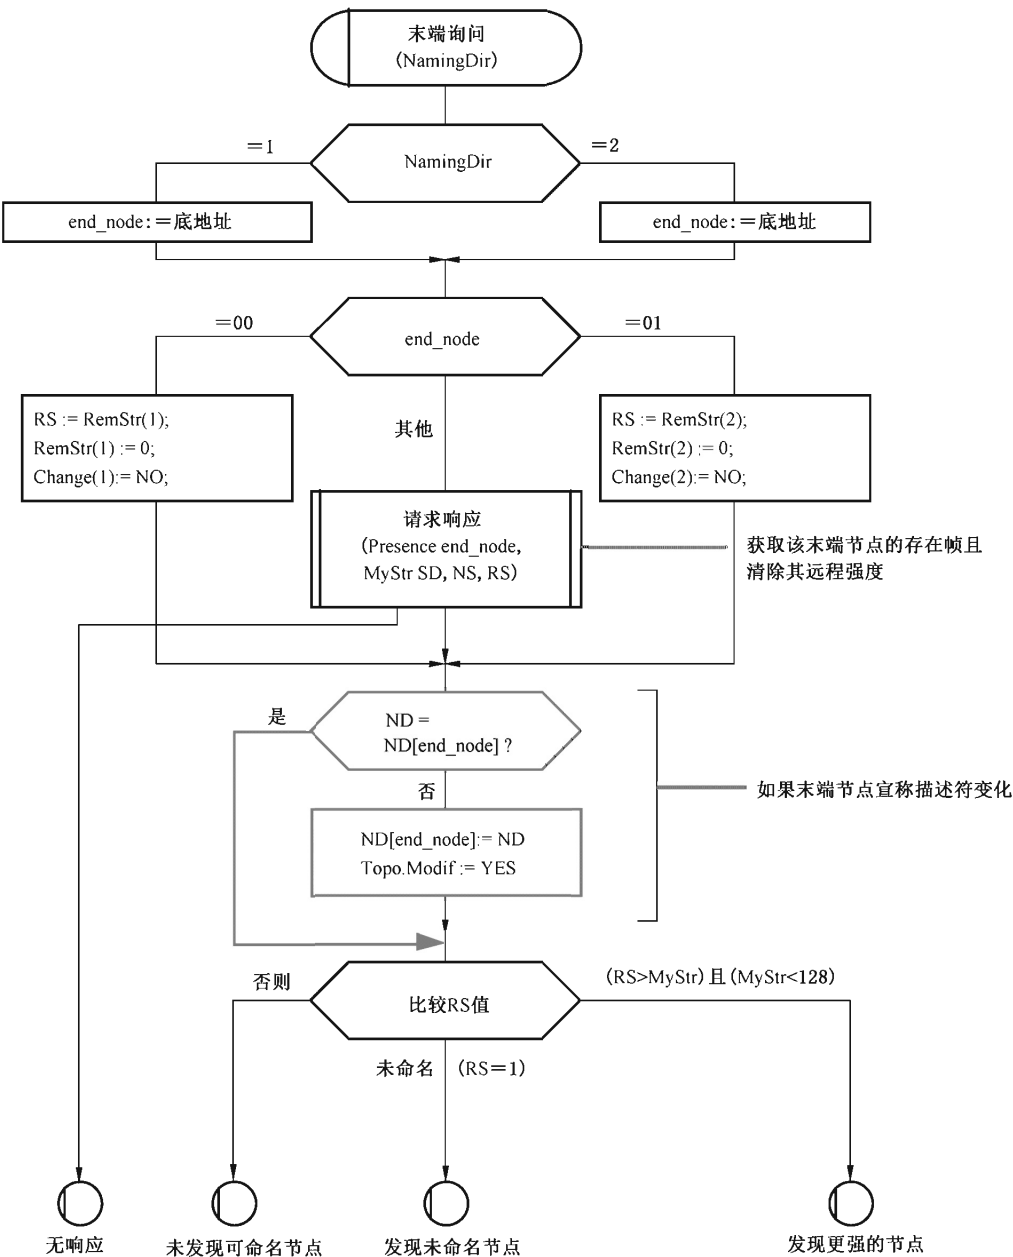 末端询问
(NamingDir)
=1
NamingDir
=2
end_node:=底地址
end_node:=底地址
=00
end_node
=01
RS := RemStr(1);
RemStr(1) := 0;
Change(1):= NO;
其他
RS := RemStr(2);
RemStr(2) := 0;
Change(2):= NO;
请求响应
(Presence end_node,
MyStr SD, NS, RS)
获取该末端节点的存在帧且
清除其远程强度
是
ND =
ND[end_node] ?
否
ND[end_node]:= ND
Topo.Modif := YES
如果末端节点宣称描述符变化
否则
比较RS值
(RS>MyStr)且(MyStr<128)
未命名 (RS=1)
无响应
未发现可命名节点
发现未命名节点
发现更强的节点